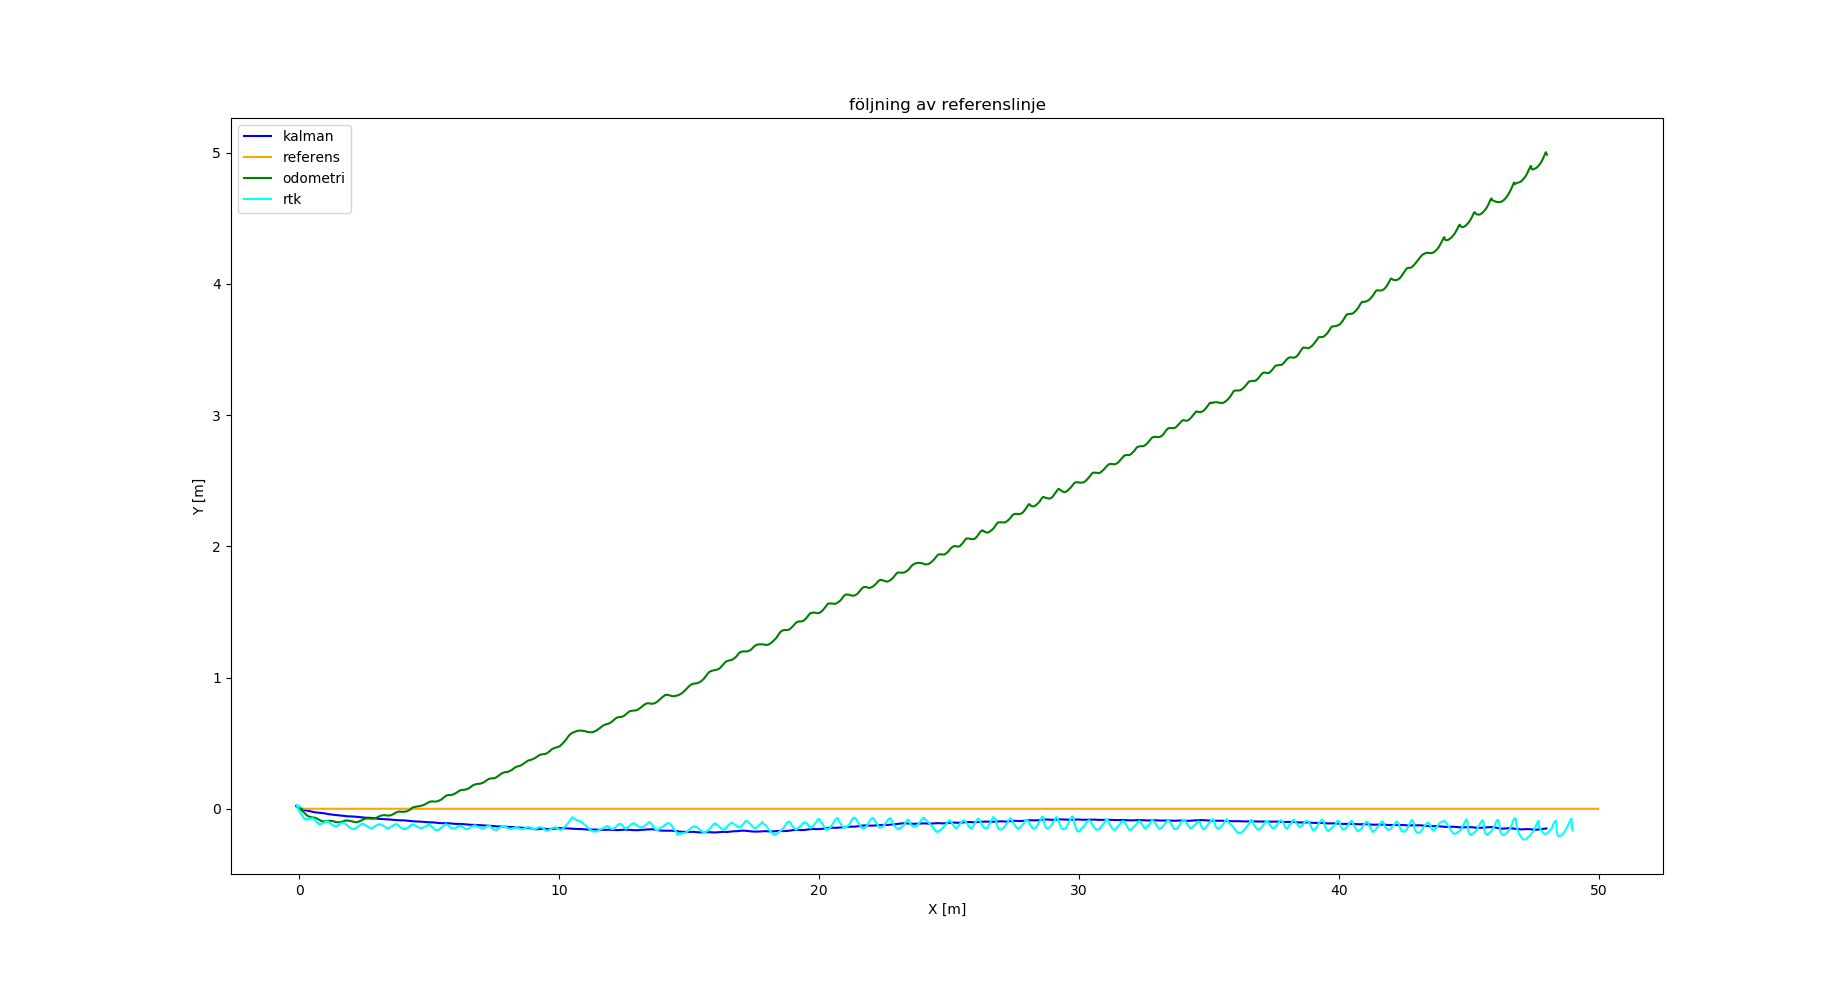 följning av referenslinje
kalman
referens
odometri
rtk
5
4
3
2
1
0
Y [m]
0 10 20 30 40 50
X [m]